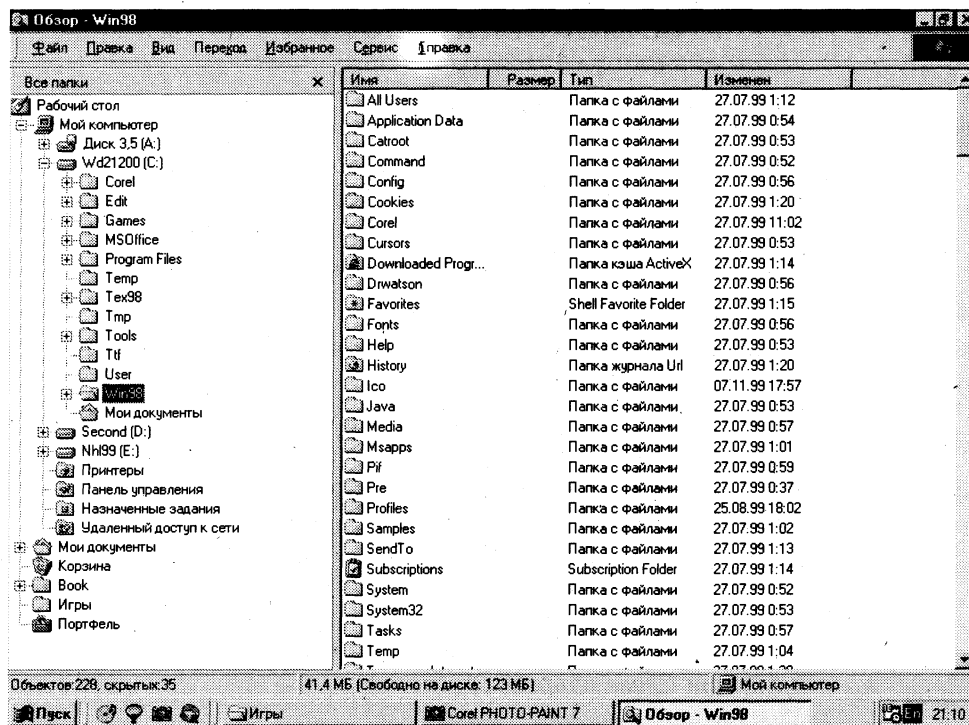 Обзор - Win98
Файл Правка Вид Переход Избранное Сервис Справка
Все папки
Рабочий стол
Мой компьютер
Диск 3,5 (A:)
Wd21200 (C:)
Corel
Edit
Games
MSOffice
Program Files
Temp
Tex98
Tmp
Tools
Ttf
User
Win98
Мои документы
Second (D:)
Nhl99 (E:)
Принтеры
Панель управления
Назначенные задания
Удаленный доступ к сети
Мои документы
Корзина
Book
Игры
Портфель
Имя Размер Тип Изменен
All Users Папка с файлами 27.07.99 1:12
Application Data Папка с файлами 27.07.99 0:54
Catroot Папка с файлами 27.07.99 0:53
Command Папка с файлами 27.07.99 0:52
Config Папка с файлами 27.07.99 0:56
Cookies Папка с файлами 27.07.99 1:20
Corel Папка с файлами 27.07.99 11:02
Cursors Папка с файлами 27.07.99 0:53
Downloaded Progr... Папка кэша ActiveX 27.07.99 1:14
Drwatson Папка с файлами 27.07.99 0:56
Favorites Shell Favorite Folder 27.07.99 1:15
Fonts Папка с файлами 27.07.99 0:56
Help Папка с файлами 27.07.99 0:53
History Папка журнала Url 27.07.99 1:20
Ico Папка с файлами 07.11.99 17:57
Java Папка с файлами 27.07.99 0:53
Media Папка с файлами 27.07.99 0:57
Msapps Папка с файлами 27.07.99 1:01
Pif Папка с файлами 27.07.99 0:59
Pre Папка с файлами 27.07.99 0:37
Profiles Папка с файлами 25.08.99 18:02
Samples Папка с файлами 27.07.99 1:02
SendTo Папка с файлами 27.07.99 1:13
Subscriptions Subscription Folder 27.07.99 1:14
System Папка с файлами 27.07.99 0:52
System32 Папка с файлами 27.07.99 0:53
Tasks Папка с файлами 27.07.99 0:57
Temp Папка с файлами 27.07.99 1:04
Объектов:228, скрытых:35 41,4 МБ (Свободно на диске: 123 МБ) Мой компьютер
Пуск Игры Corel PHOTO-PAINT 7 Обзор - Win98 En 21:10